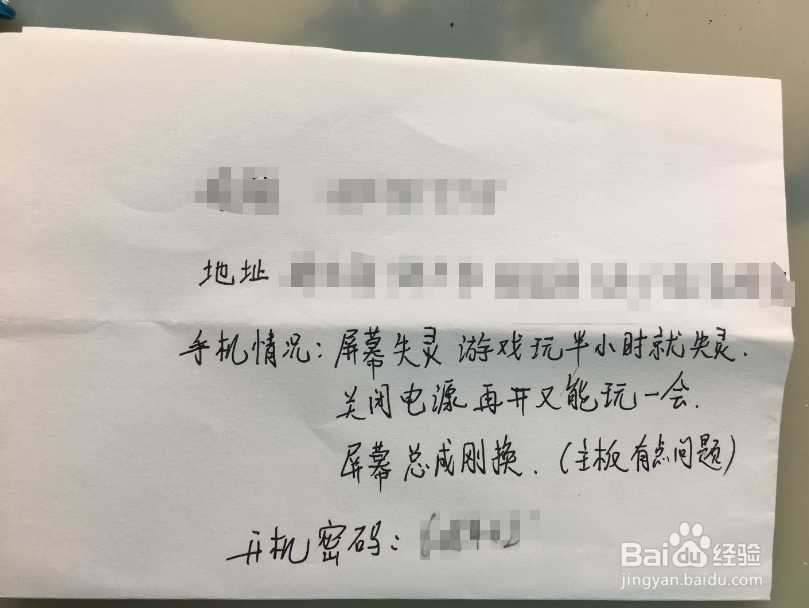 地址
手机情况：屏幕失灵 游戏玩半小时就失灵.
关闭电源再开又能玩一会.
屏幕总成刚换.（主板有点问题）
开机密码：
Baidu经验
jingyan.baidu.com